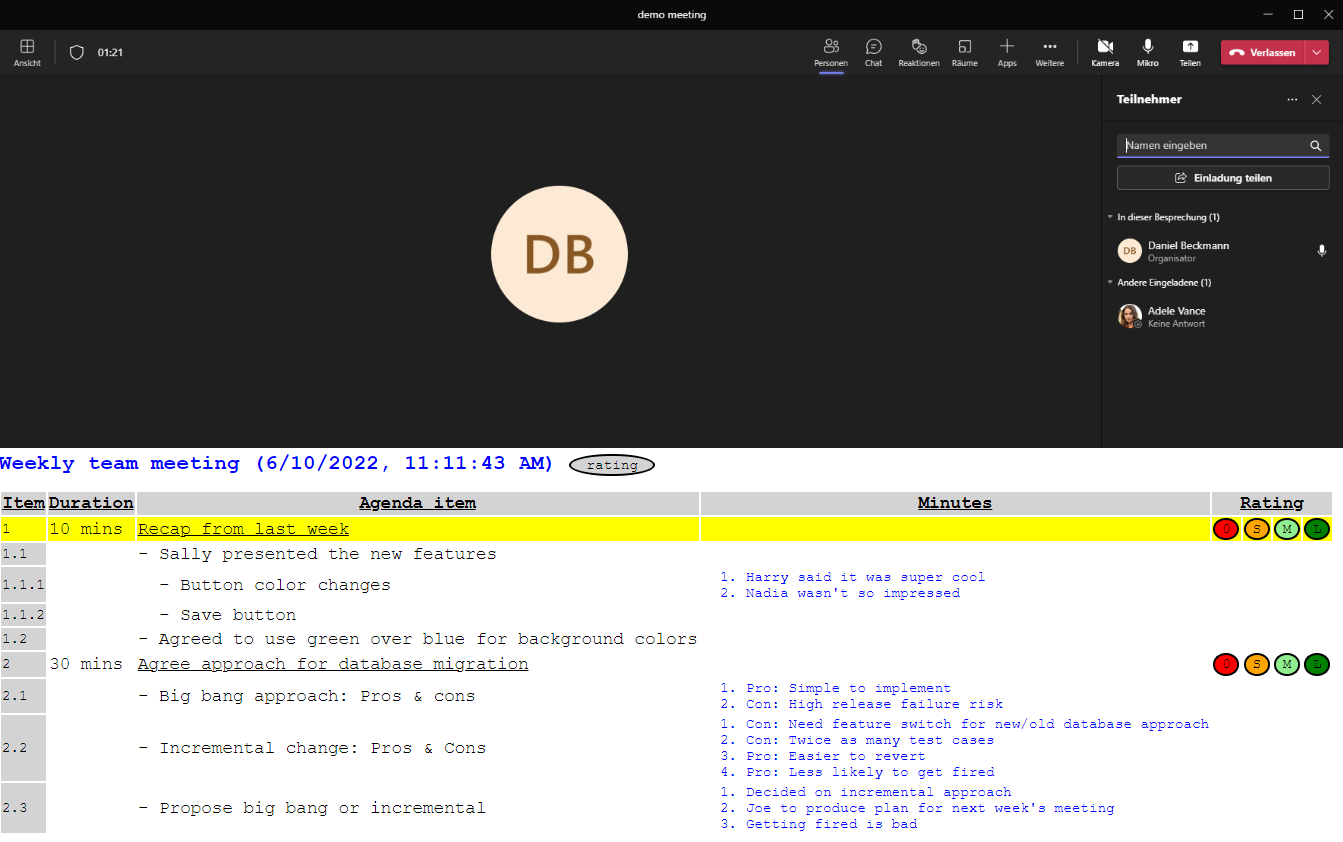 demo meeting
Ansicht
01:21
Personen
Chat
Reaktionen
Räume
Apps
Weitere
Kamera
Mikro
Teilen
Verlassen
Teilnehmer
Namen eingeben
Einladung teilen
In dieser Besprechung (1)
DB
DB Daniel Beckmann
Organisator
Andere Eingeladene (1)
Adele Vance
Keine Antwort
Weekly team meeting (6/10/2022, 11:11:43 AM) rating
Item Duration Agenda item Minutes Rating
1 10 mins Recap from last week 0 S M L
1.1 - Sally presented the new features
1.1.1 - Button color changes
1. Harry said it was super cool
2. Nadia wasn't so impressed
1.1.2 - Save button
1.2 - Agreed to use green over blue for background colors
2 30 mins Agree approach for database migration 0 S M L
2.1 - Big bang approach: Pros & cons
1. Pro: Simple to implement
2. Con: High release failure risk
2.2 - Incremental change: Pros & Cons
1. Con: Need feature switch for new/old database approach
2. Con: Twice as many test cases
3. Pro: Easier to revert
4. Pro: Less likely to get fired
2.3 - Propose big bang or incremental
1. Decided on incremental approach
2. Joe to produce plan for next week's meeting
3. Getting fired is bad